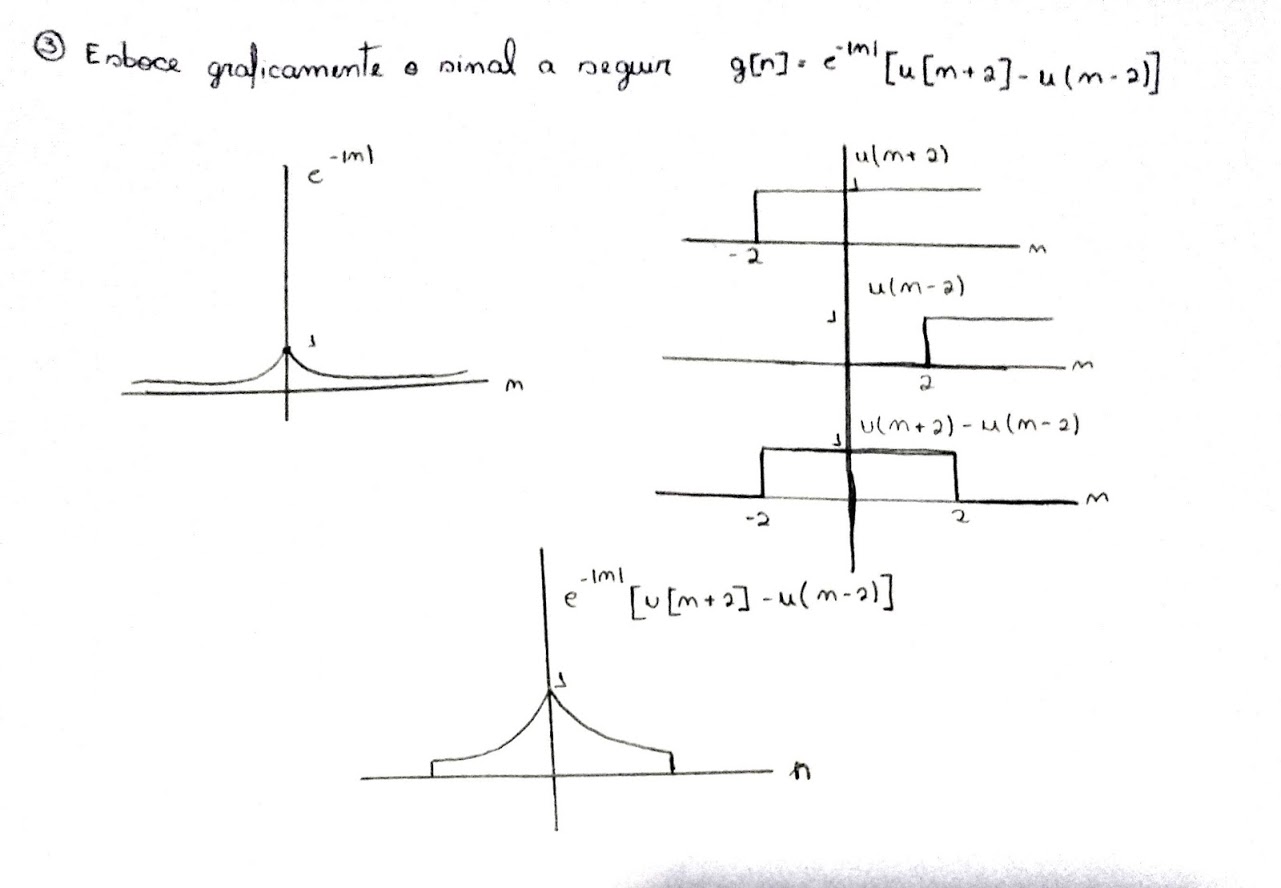 ③ Esboce graficamente o sinal a seguir g[n] = e^-|n| [u[n+2] - u(n-2)]
e^-|n|
1
n
u(n+2)
1
-2
n
u(n-2)
1
2
n
u(n+2) - u(n-2)
1
-2
2
n
e^-|n| [u[n+2] - u(n-2)]
1
n